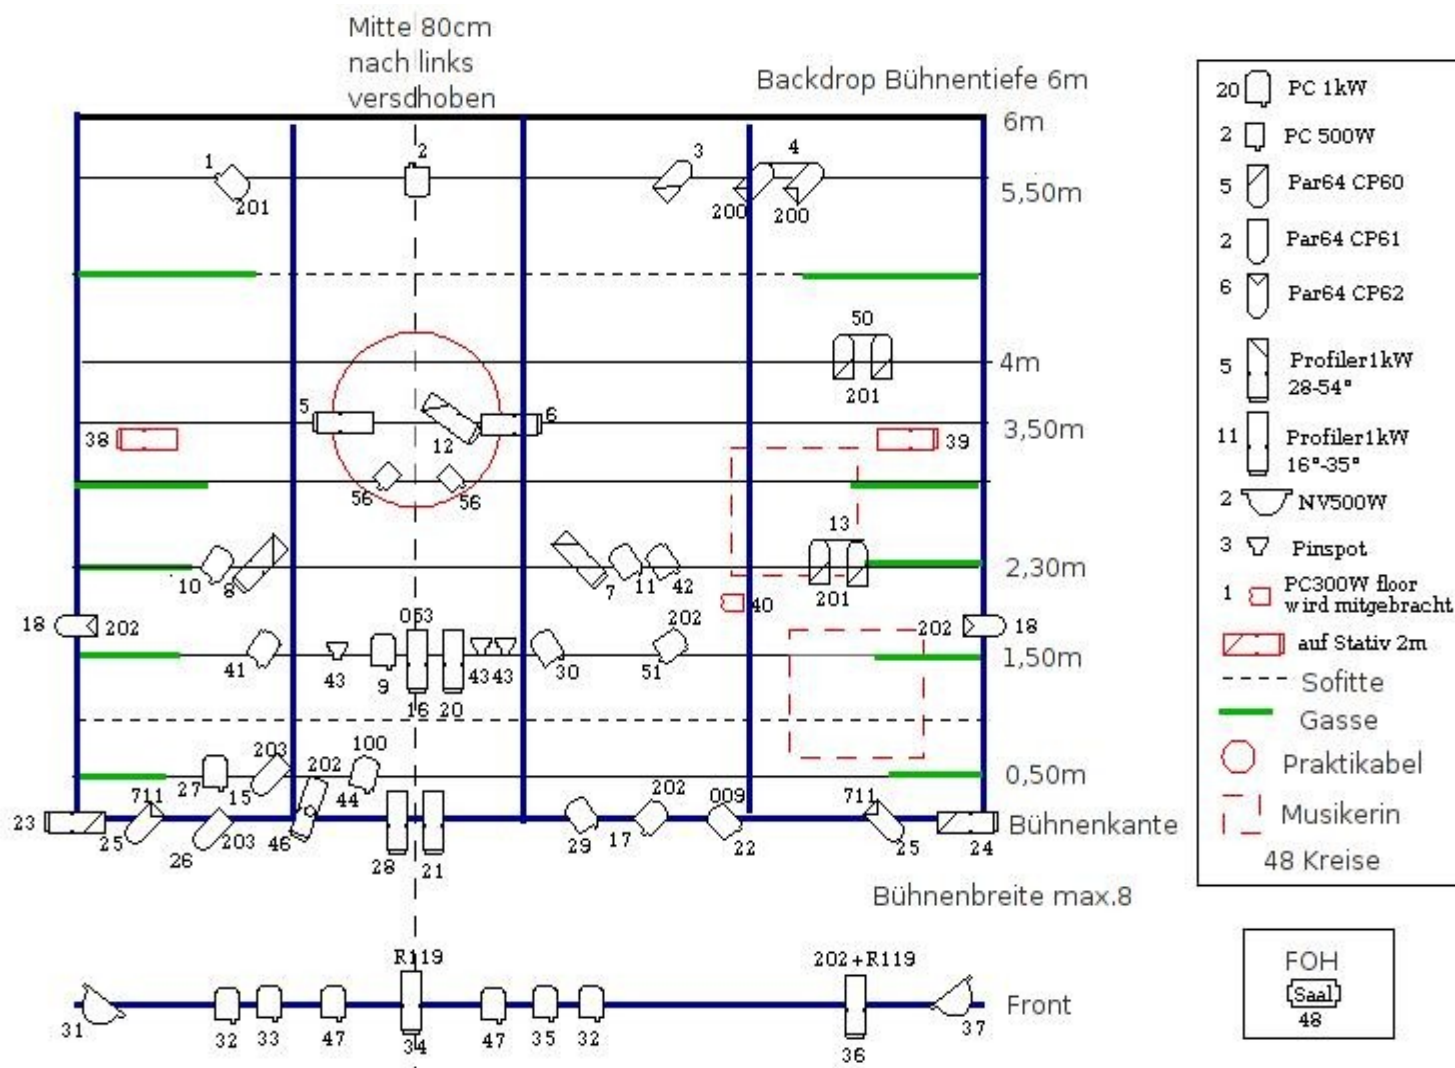 Mitte 80cm
nach links
versdhoben
Backdrop Bühnentiefe 6m
6m
1
2
3
4
201
200
200
5,50m
50
4m
201
5
6
12
38
39
3,50m
56
56
13
10
8
7
11
42
201
2,30m
40
18
202
202
18
O53
202
41
43
9
16
20
43
43
30
51
1,50m
27
15
203
202
100
44
0,50m
23
711
25
26
203
46
28
21
29
17
202
009
22
711
25
24
Bühnenkante
Bühnenbreite max.8
R119
202+R119
31
32
33
47
34
47
35
32
36
37
Front
20 PC 1kW
2 PC 500W
5 Par64 CP60
2 Par64 CP61
6 Par64 CP62
5 Profiler1kW
28-54°
11 Profiler1kW
16°-35°
2 NV500W
3 Pinspot
1 PC300W floor
wird mitgebracht
auf Stativ 2m
Sofitte
Gasse
Praktikabel
Musikerin
48 Kreise
FOH
Saal
48